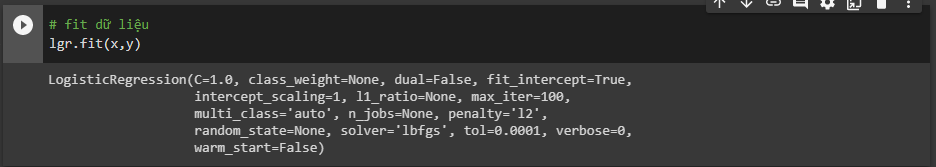 # fit dữ liệu
lgr.fit(x,y)
LogisticRegression(C=1.0, class_weight=None, dual=False, fit_intercept=True,
intercept_scaling=1, l1_ratio=None, max_iter=100,
multi_class='auto', n_jobs=None, penalty='l2',
random_state=None, solver='lbfgs', tol=0.0001, verbose=0,
warm_start=False)